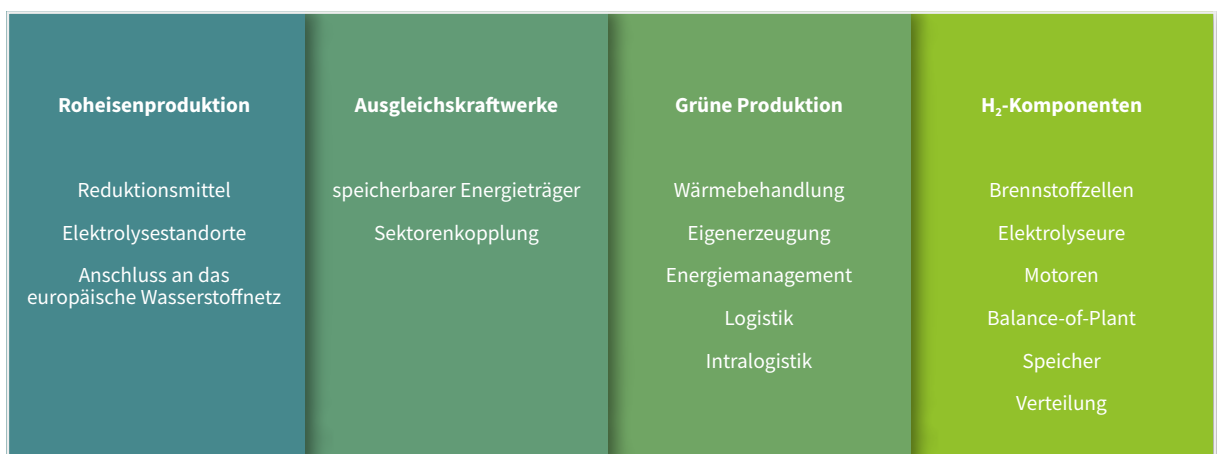 Roheisenproduktion
Reduktionsmittel
Elektrolysestandorte
Anschluss an das
europäische Wasserstoffnetz
Ausgleichskraftwerke
speicherbarer Energieträger
Sektorenkopplung
Grüne Produktion
Wärmebehandlung
Eigenerzeugung
Energiemanagement
Logistik
Intralogistik
H₂-Komponenten
Brennstoffzellen
Elektrolyseure
Motoren
Balance-of-Plant
Speicher
Verteilung